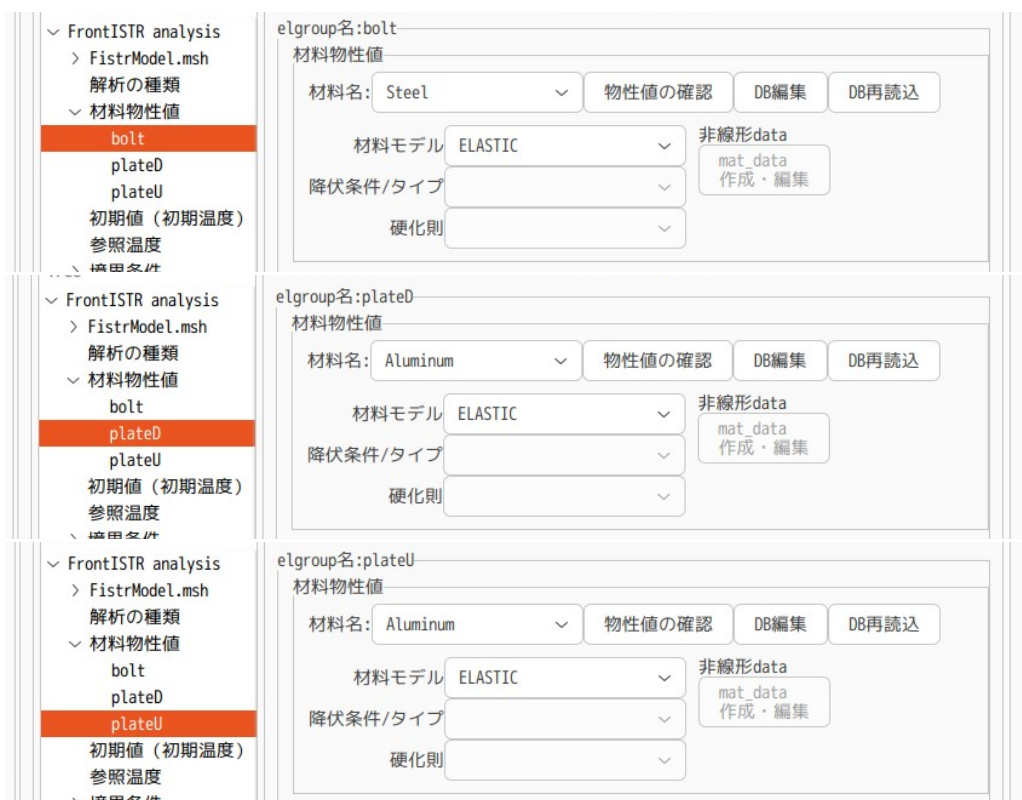 FrontISTR analysis
FistrModel.msh
解析の種類
材料物性値
bolt
plateD
plateU
初期値（初期温度）
参照温度
境界条件
elgroup名:bolt
材料物性値
材料名: Steel 物性値の確認 DB編集 DB再読込
材料モデル ELASTIC
非線形data
mat_data
作成・編集
降伏条件/タイプ
硬化則
FrontISTR analysis
FistrModel.msh
解析の種類
材料物性値
bolt
plateD
plateU
初期値（初期温度）
参照温度
境界条件
elgroup名:plateD
材料物性値
材料名: Aluminum 物性値の確認 DB編集 DB再読込
材料モデル ELASTIC
非線形data
mat_data
作成・編集
降伏条件/タイプ
硬化則
FrontISTR analysis
FistrModel.msh
解析の種類
材料物性値
bolt
plateD
plateU
初期値（初期温度）
参照温度
境界条件
elgroup名:plateU
材料物性値
材料名: Aluminum 物性値の確認 DB編集 DB再読込
材料モデル ELASTIC
非線形data
mat_data
作成・編集
降伏条件/タイプ
硬化則